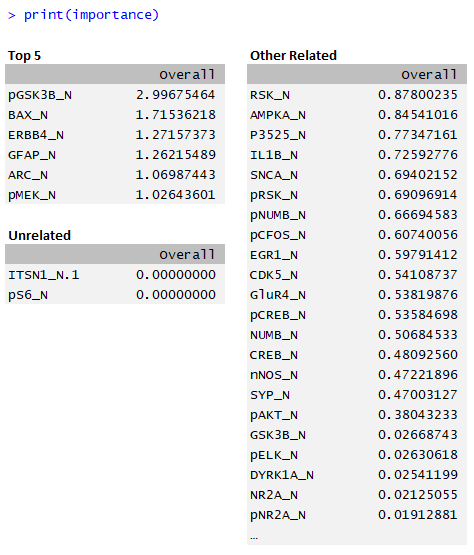 > print(importance)
Top 5
Overall
pGSK3B_N 2.99675464
BAX_N 1.71536218
ERBB4_N 1.27157373
GFAP_N 1.26215489
ARC_N 1.06987443
pMEK_N 1.02643601
Unrelated
Overall
ITSN1_N.1 0.00000000
pS6_N 0.00000000
Other Related
Overall
RSK_N 0.87800235
AMPKA_N 0.84541016
P3525_N 0.77347161
IL1B_N 0.72592776
SNCA_N 0.69402152
pRSK_N 0.69096914
pNUMB_N 0.66694583
pCFOS_N 0.60740056
EGR1_N 0.59791412
CDK5_N 0.54108737
GluR4_N 0.53819876
pCREB_N 0.53584698
NUMB_N 0.50684533
CREB_N 0.48092560
nNOS_N 0.47221896
SYP_N 0.47003127
pAKT_N 0.38043233
GSK3B_N 0.02668743
pELK_N 0.02630618
DYRK1A_N 0.02541199
NR2A_N 0.02125055
pNR2A_N 0.01912881
…